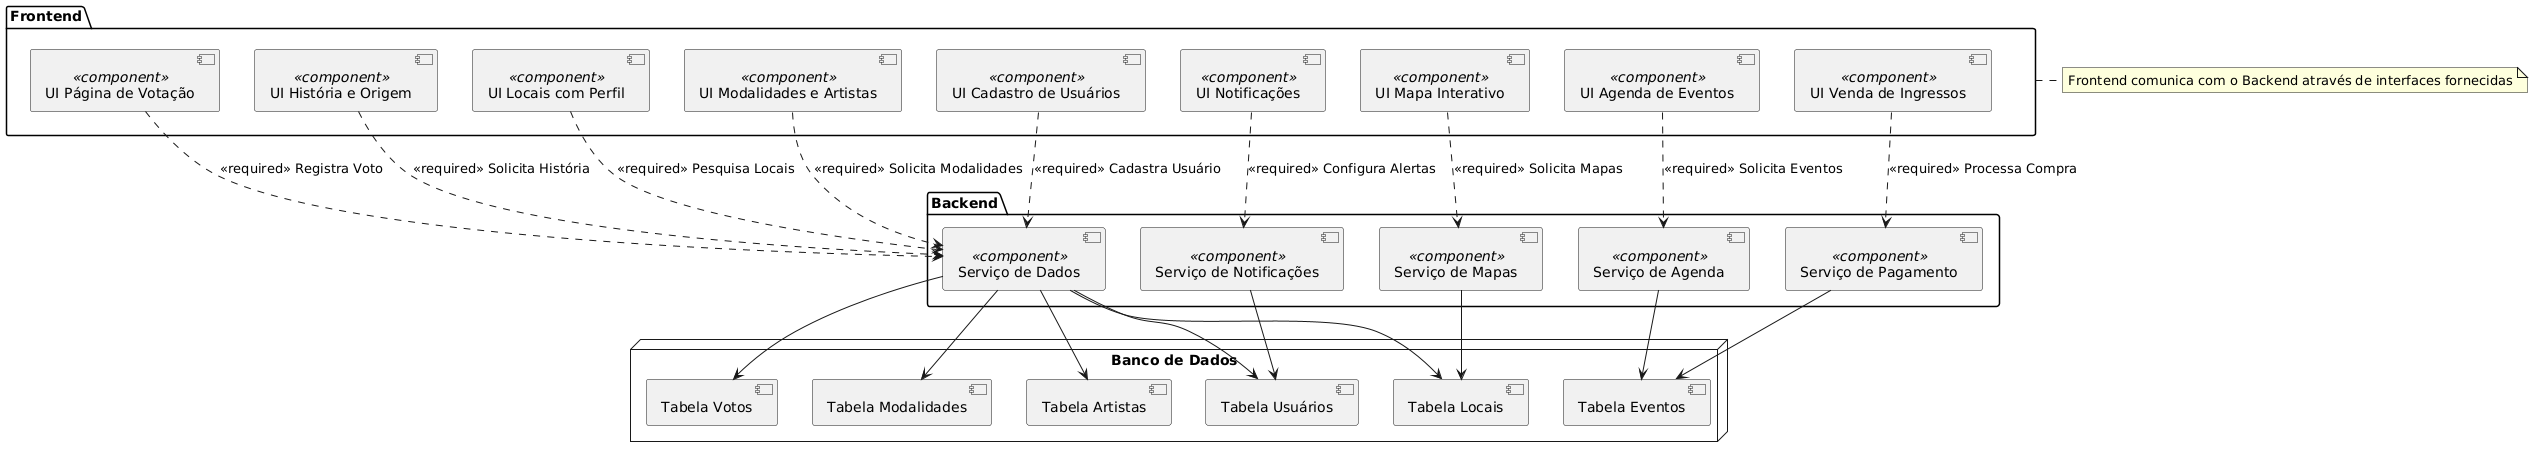 Frontend
«component»
UI Página de Votação
«component»
UI História e Origem
«component»
UI Locais com Perfil
«component»
UI Modalidades e Artistas
«component»
UI Cadastro de Usuários
«component»
UI Notificações
«component»
UI Mapa Interativo
«component»
UI Agenda de Eventos
«component»
UI Venda de Ingressos
Frontend comunica com o Backend através de interfaces fornecidas
«required» Registra Voto
«required» Solicita História
«required» Pesquisa Locais
«required» Solicita Modalidades
«required» Cadastra Usuário
«required» Configura Alertas
«required» Solicita Mapas
«required» Solicita Eventos
«required» Processa Compra
Backend
«component»
Serviço de Dados
«component»
Serviço de Notificações
«component»
Serviço de Mapas
«component»
Serviço de Agenda
«component»
Serviço de Pagamento
Banco de Dados
Tabela Votos
Tabela Modalidades
Tabela Artistas
Tabela Usuários
Tabela Locais
Tabela Eventos